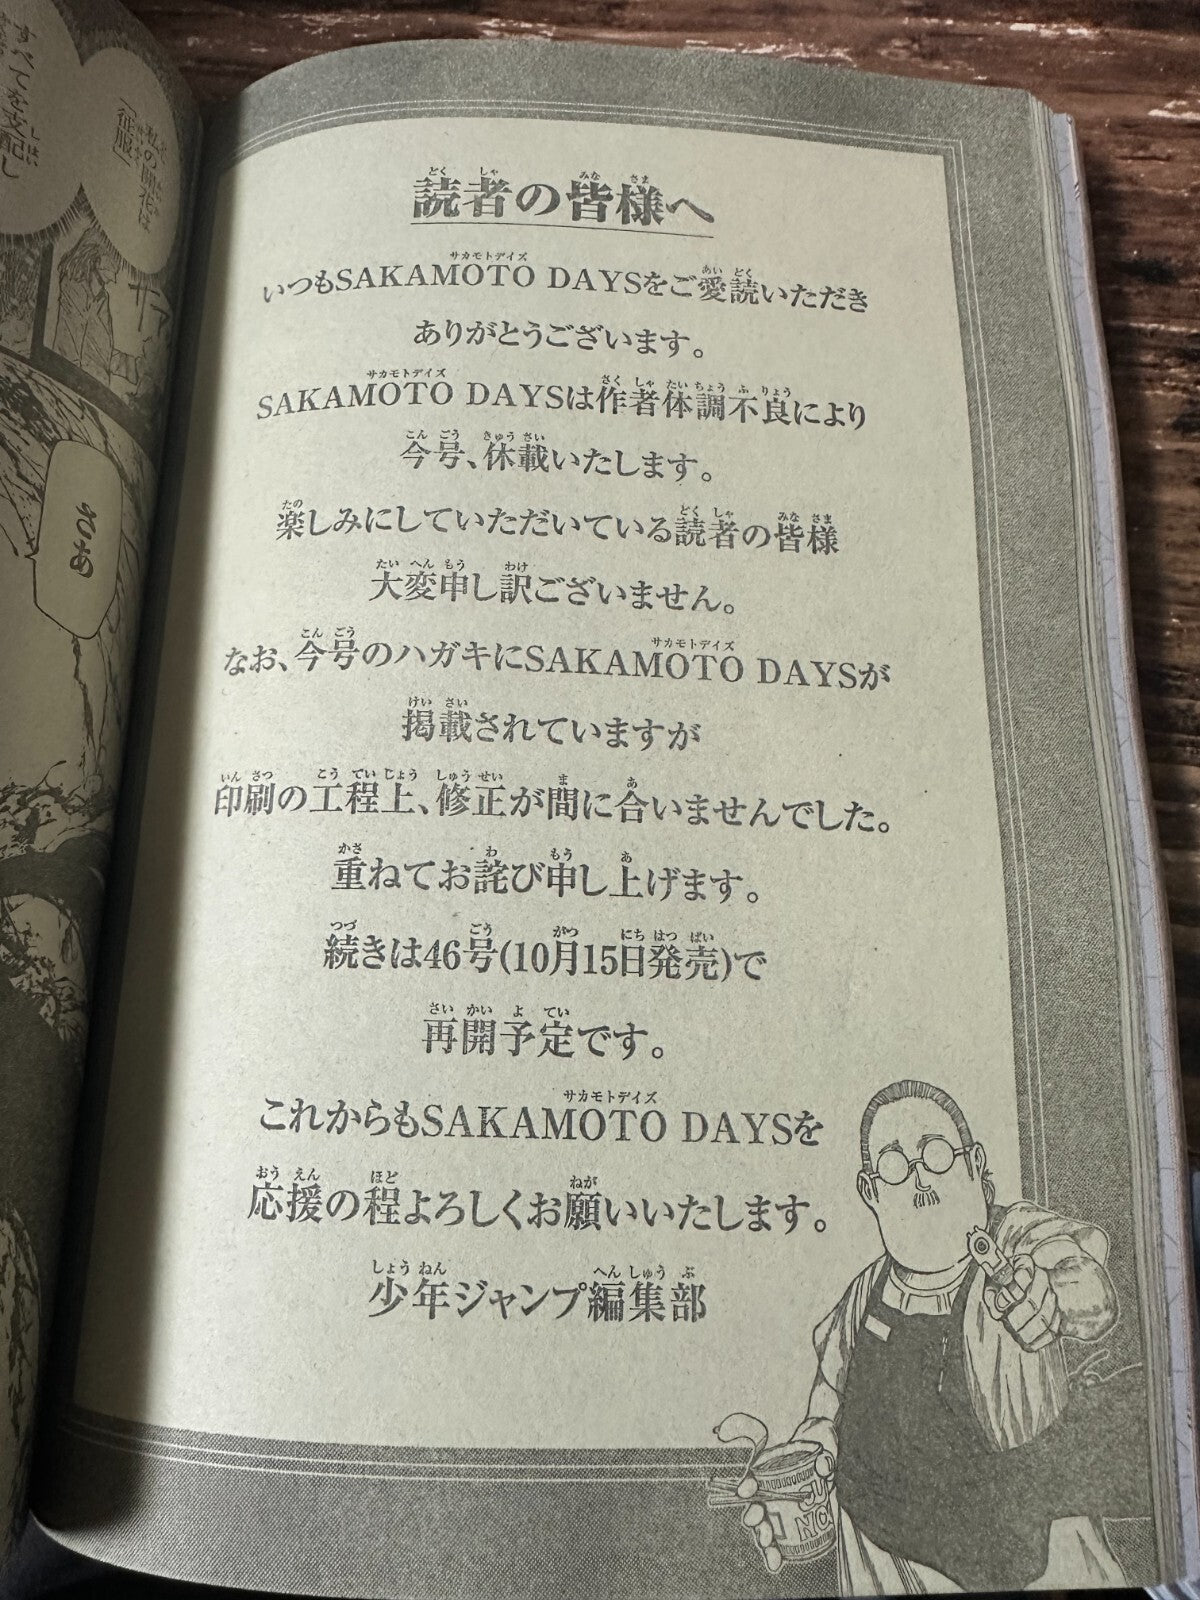 読者の皆様へ
いつもSAKAMOTO DAYSをご愛読いただき
ありがとうございます。
SAKAMOTO DAYSは作者体調不良により
今号、休載いたします。
楽しみにしていただいている読者の皆様
大変申し訳ございません。
なお、今号のハガキにSAKAMOTO DAYSが
掲載されていますが
印刷の工程上、修正が間に合いませんでした。
重ねてお詫び申し上げます。
続きは46号(10月15日発売)で
再開予定です。
これからもSAKAMOTO DAYSを
応援の程よろしくお願いいたします。
少年ジャンプ編集部
「征服」
べてを支配し
さあ